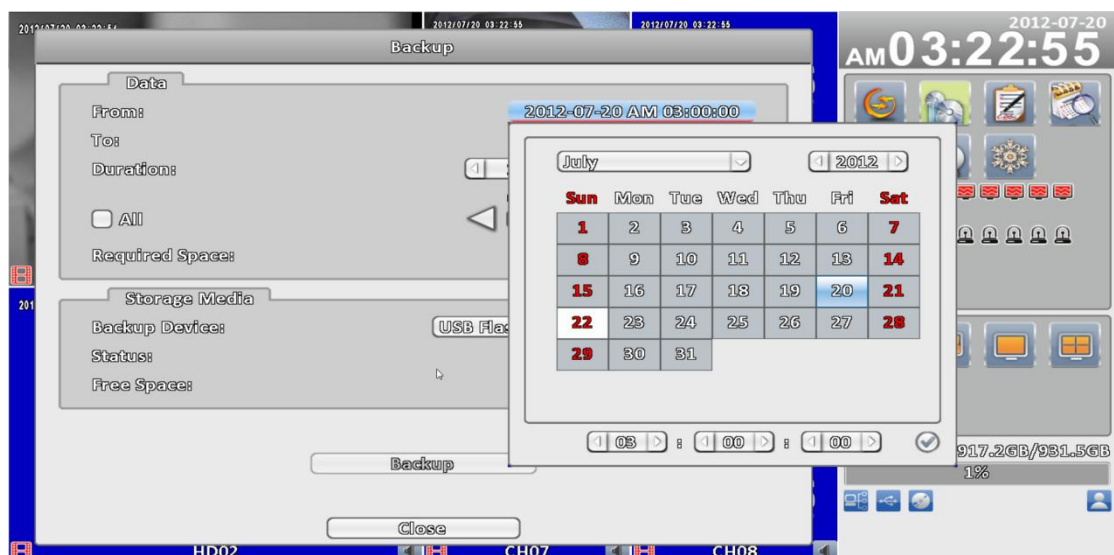 2012/07/20 03:22:55
2012/07/20 03:22:55
2012-07-20
AM 03:22:55
Backup
Data
From:
2012-07-20 AM 03:00:00
To:
Duration:
All
Required Space:
Storage Media
Backup Device:
USB Flas
Status:
Free Space:
Backup
Close
July
2012
Sun Mon Tue Wed Thu Fri Sat
1 2 3 4 5 6 7
8 9 10 11 12 13 14
15 16 17 18 19 20 21
22 23 24 25 26 27 28
29 30 31
03 : 00 : 00
917.2GB/931.5GB
1%
201
HD02
CH07
CH08